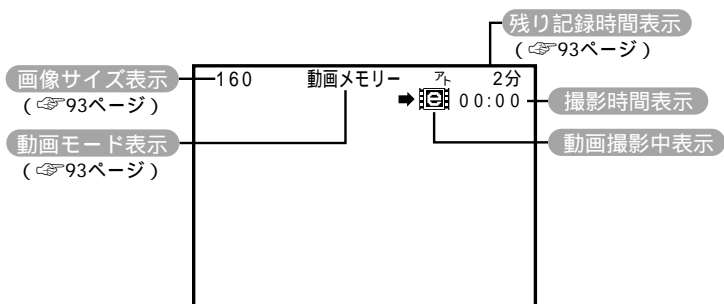 残り記録時間表示
(☞93ページ)
画像サイズ表示
(☞93ページ)
160 動画メモリー アト 2分
00:00
撮影時間表示
動画モード表示
(☞93ページ)
動画撮影中表示